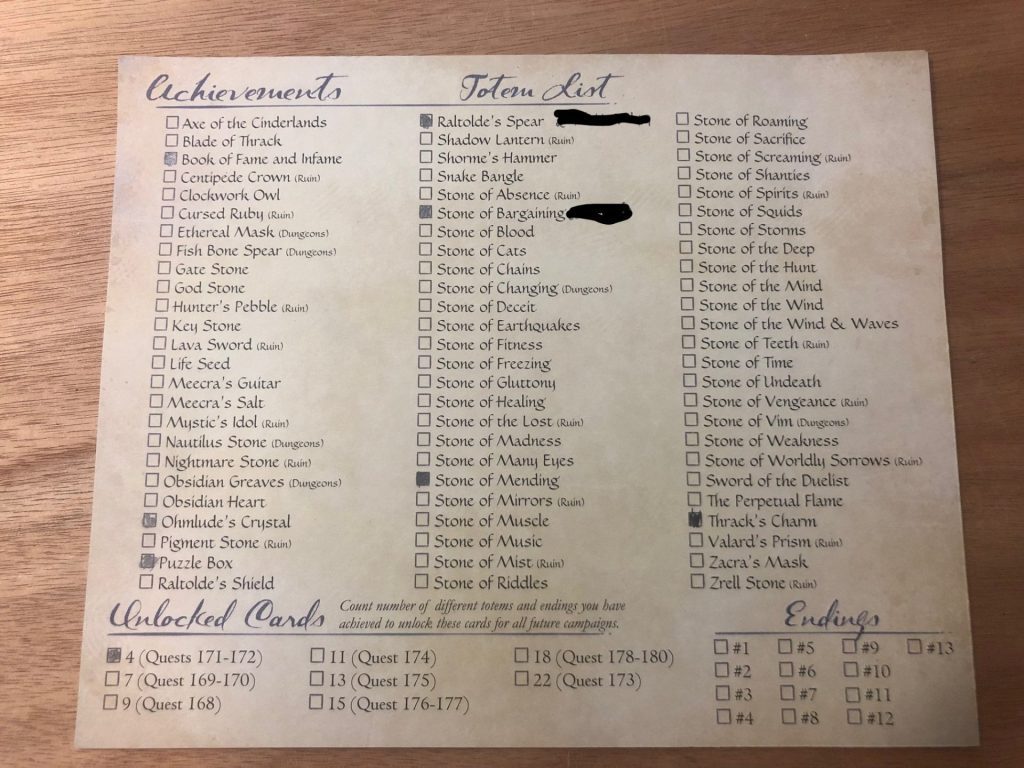 Achievements
Totem List
Axe of the Cinderlands
Blade of Thrack
Book of Fame and Infame
Centipede Crown (Ruin)
Clockwork Owl
Cursed Ruby (Ruin)
Ethereal Mask (Dungeons)
Fish Bone Spear (Dungeons)
Gate Stone
God Stone
Hunter's Pebble (Ruin)
Key Stone
Lava Sword (Ruin)
Life Seed
Meecra's Guitar
Meecra's Salt
Mystic's Idol (Ruin)
Nautilus Stone (Dungeons)
Nightmare Stone (Ruin)
Obsidian Greaves (Dungeons)
Obsidian Heart
Ohmlude's Crystal
Pigment Stone (Ruin)
Puzzle Box
Raltolde's Shield
Raltolde's Spear
Shadow Lantern (Ruin)
Shorme's Hammer
Snake Bangle
Stone of Absence (Ruin)
Stone of Bargaining
Stone of Blood
Stone of Cats
Stone of Chains
Stone of Changing (Dungeons)
Stone of Deceit
Stone of Earthquakes
Stone of Fitness
Stone of Freezing
Stone of Gluttony
Stone of Healing
Stone of the Lost (Ruin)
Stone of Madness
Stone of Many Eyes
Stone of Mending
Stone of Mirrors (Ruin)
Stone of Muscle
Stone of Music
Stone of Mist (Ruin)
Stone of Riddles
Stone of Roaming
Stone of Sacrifice
Stone of Screaming (Ruin)
Stone of Shanties
Stone of Spirits (Ruin)
Stone of Squids
Stone of Storms
Stone of the Deep
Stone of the Hunt
Stone of the Mind
Stone of the Wind
Stone of the Wind & Waves
Stone of Teeth (Ruin)
Stone of Time
Stone of Undeath
Stone of Vengeance (Ruin)
Stone of Vim (Dungeons)
Stone of Weakness
Stone of Worldly Sorrows (Ruin)
Sword of the Duelist
The Perpetual Flame
Thrack's Charm
Valard's Prism (Ruin)
Zacra's Mask
Zrell Stone (Ruin)
Unlocked Cards
Count number of different totems and endings you have
achieved to unlock these cards for all future campaigns.
4 (Quests 171-172)
7 (Quest 169-170)
9 (Quest 168)
11 (Quest 174)
13 (Quest 175)
15 (Quest 176-177)
18 (Quest 178-180)
22 (Quest 173)
Endings
#1 #5 #9 #13
#2 #6 #10
#3 #7 #11
#4 #8 #12